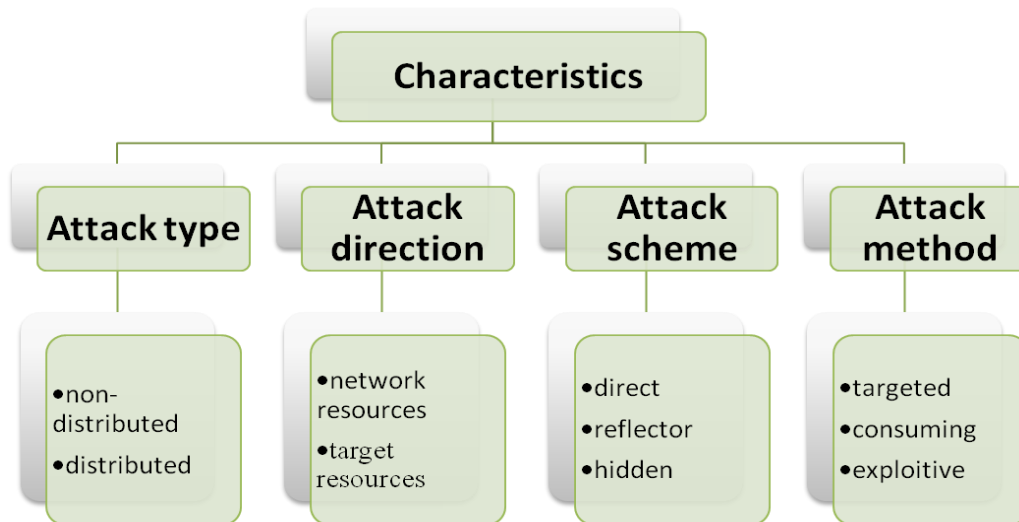 Characteristics
Attack type
Attack
direction
Attack
scheme
Attack
method
•non-
distributed
•distributed
•network
resources
•target
resources
•direct
•reflector
•hidden
•targeted
•consuming
•exploitive